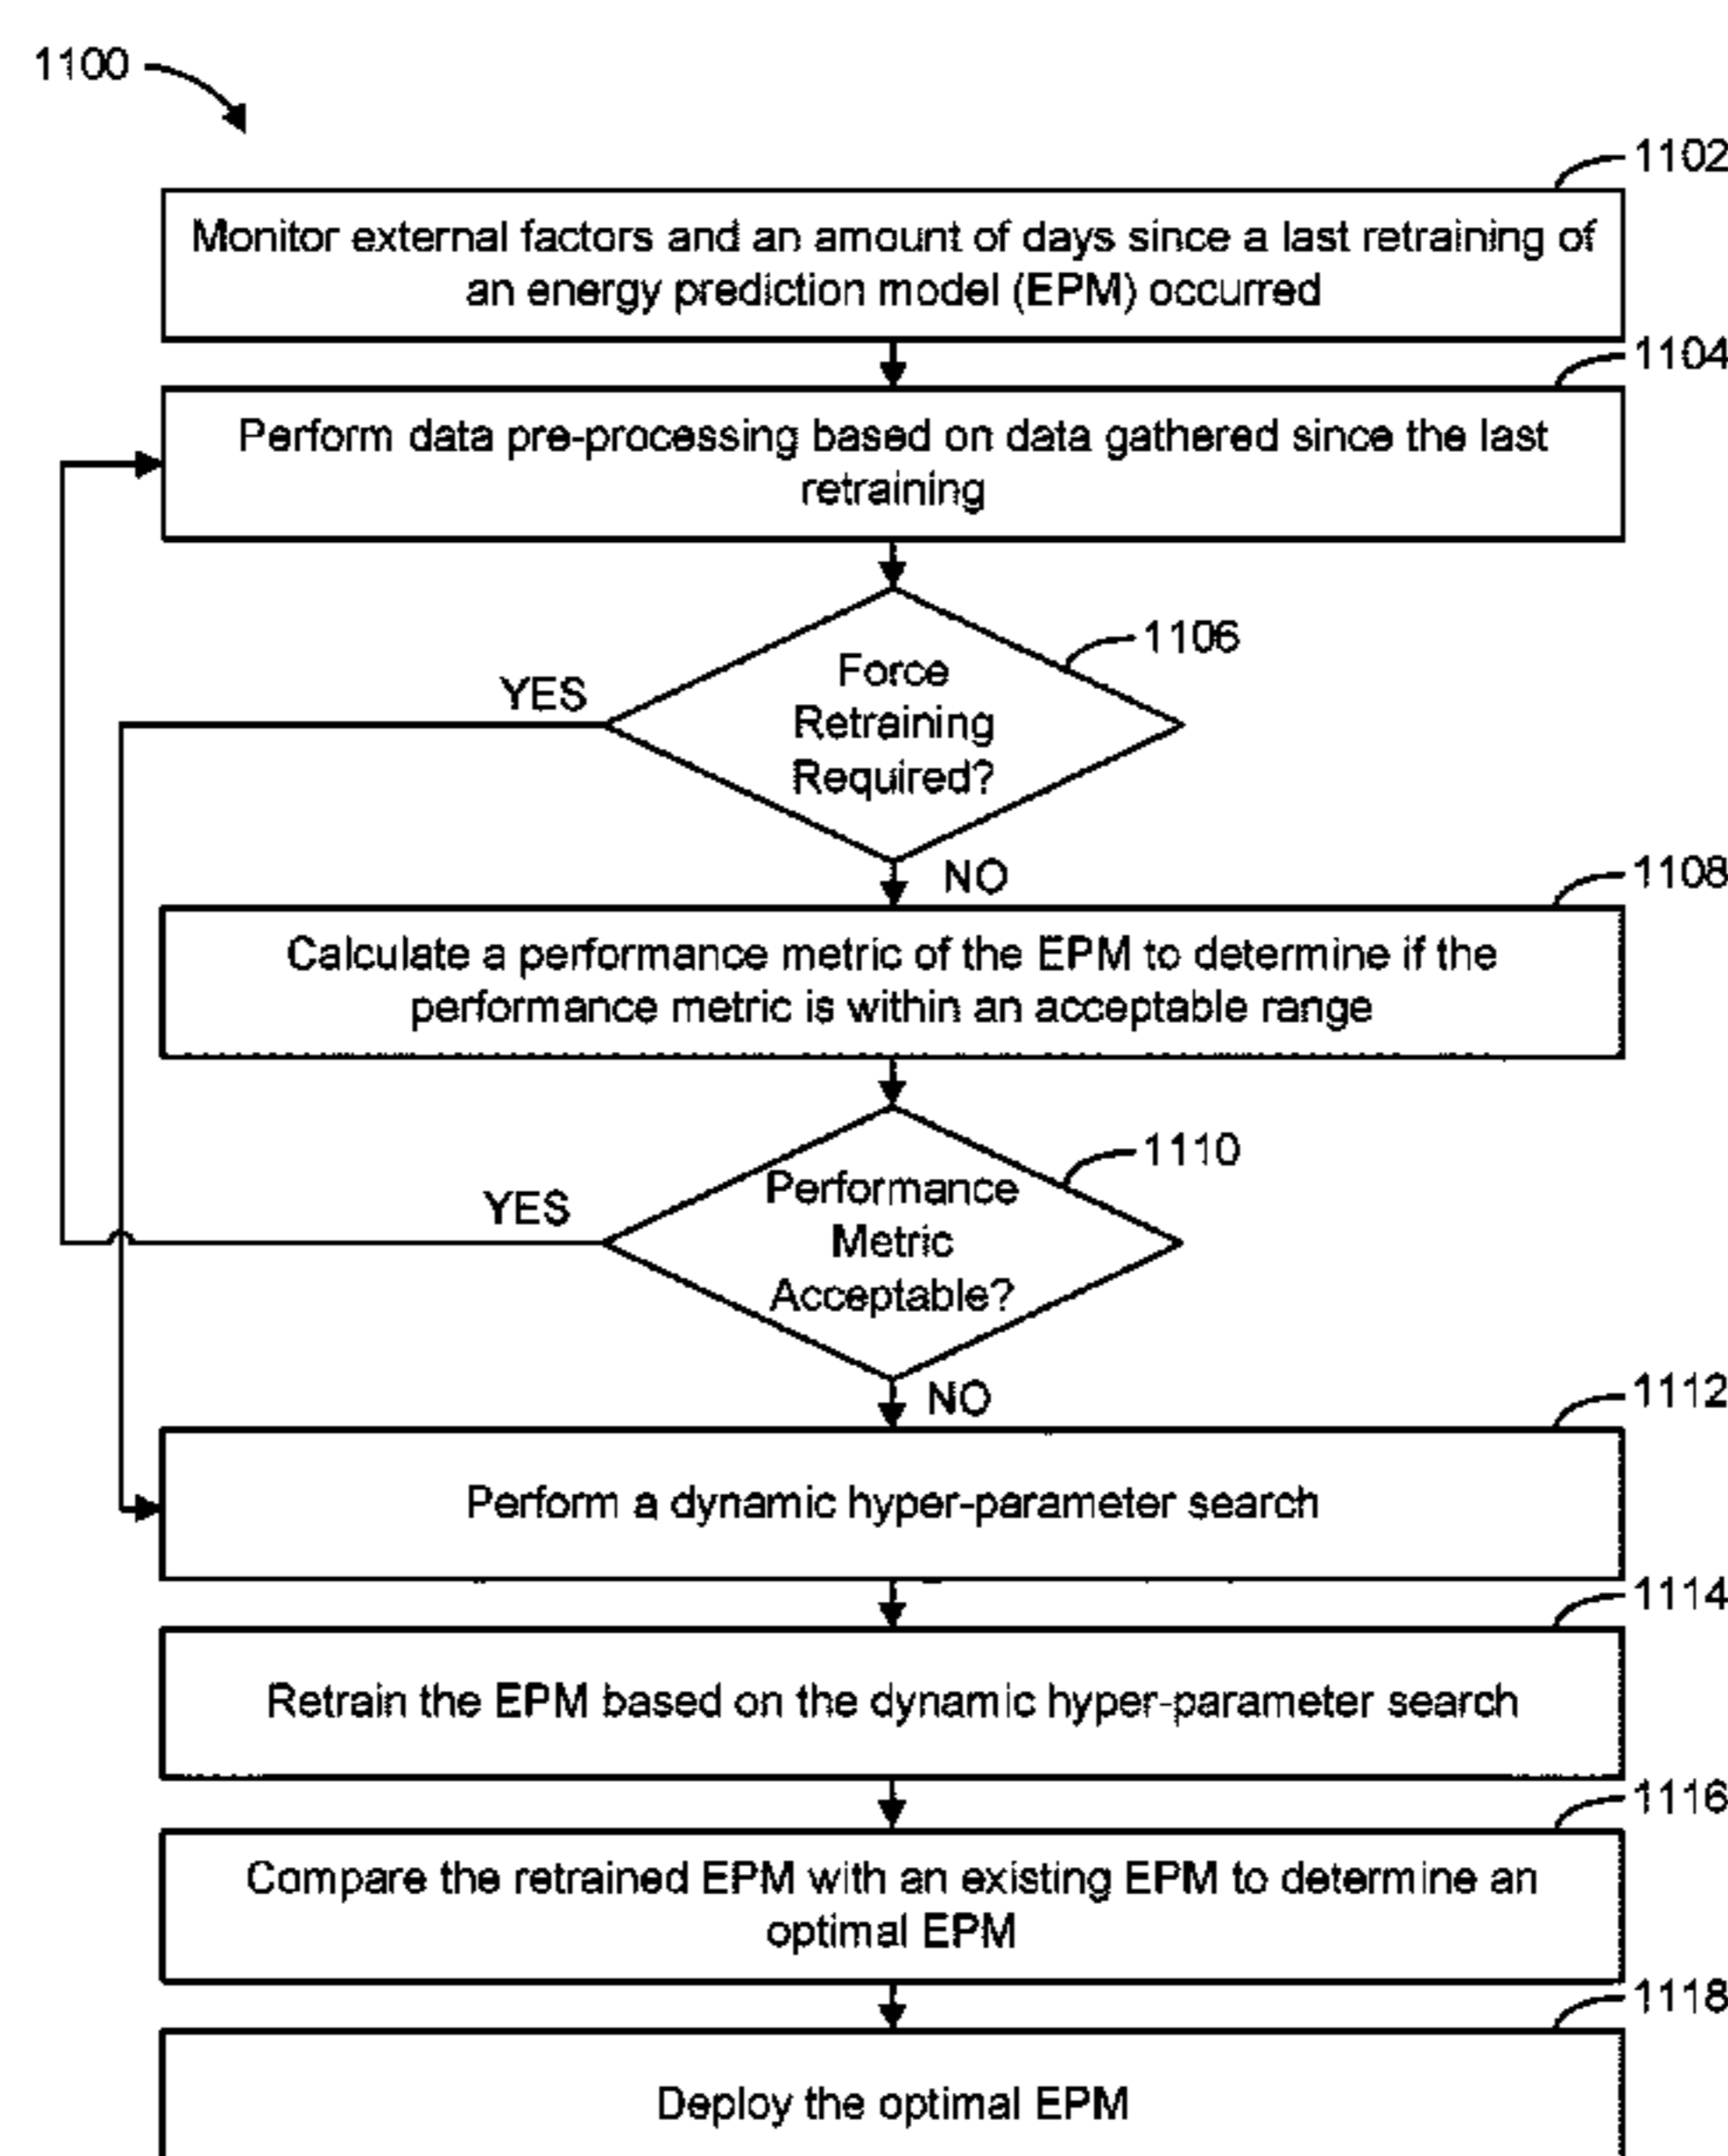 1100
1102
Monitor external factors and an amount of days since a last retraining of
an energy prediction model (EPM) occurred
1104
Perform data pre-processing based on data gathered since the last
retraining
1106
Force
Retraining
Required?
YES
NO
1108
Calculate a performance metric of the EPM to determine if the
performance metric is within an acceptable range
1110
Performance
Metric
Acceptable?
YES
NO
1112
Perform a dynamic hyper-parameter search
1114
Retrain the EPM based on the dynamic hyper-parameter search
1116
Compare the retrained EPM with an existing EPM to determine an
optimal EPM
1118
Deploy the optimal EPM